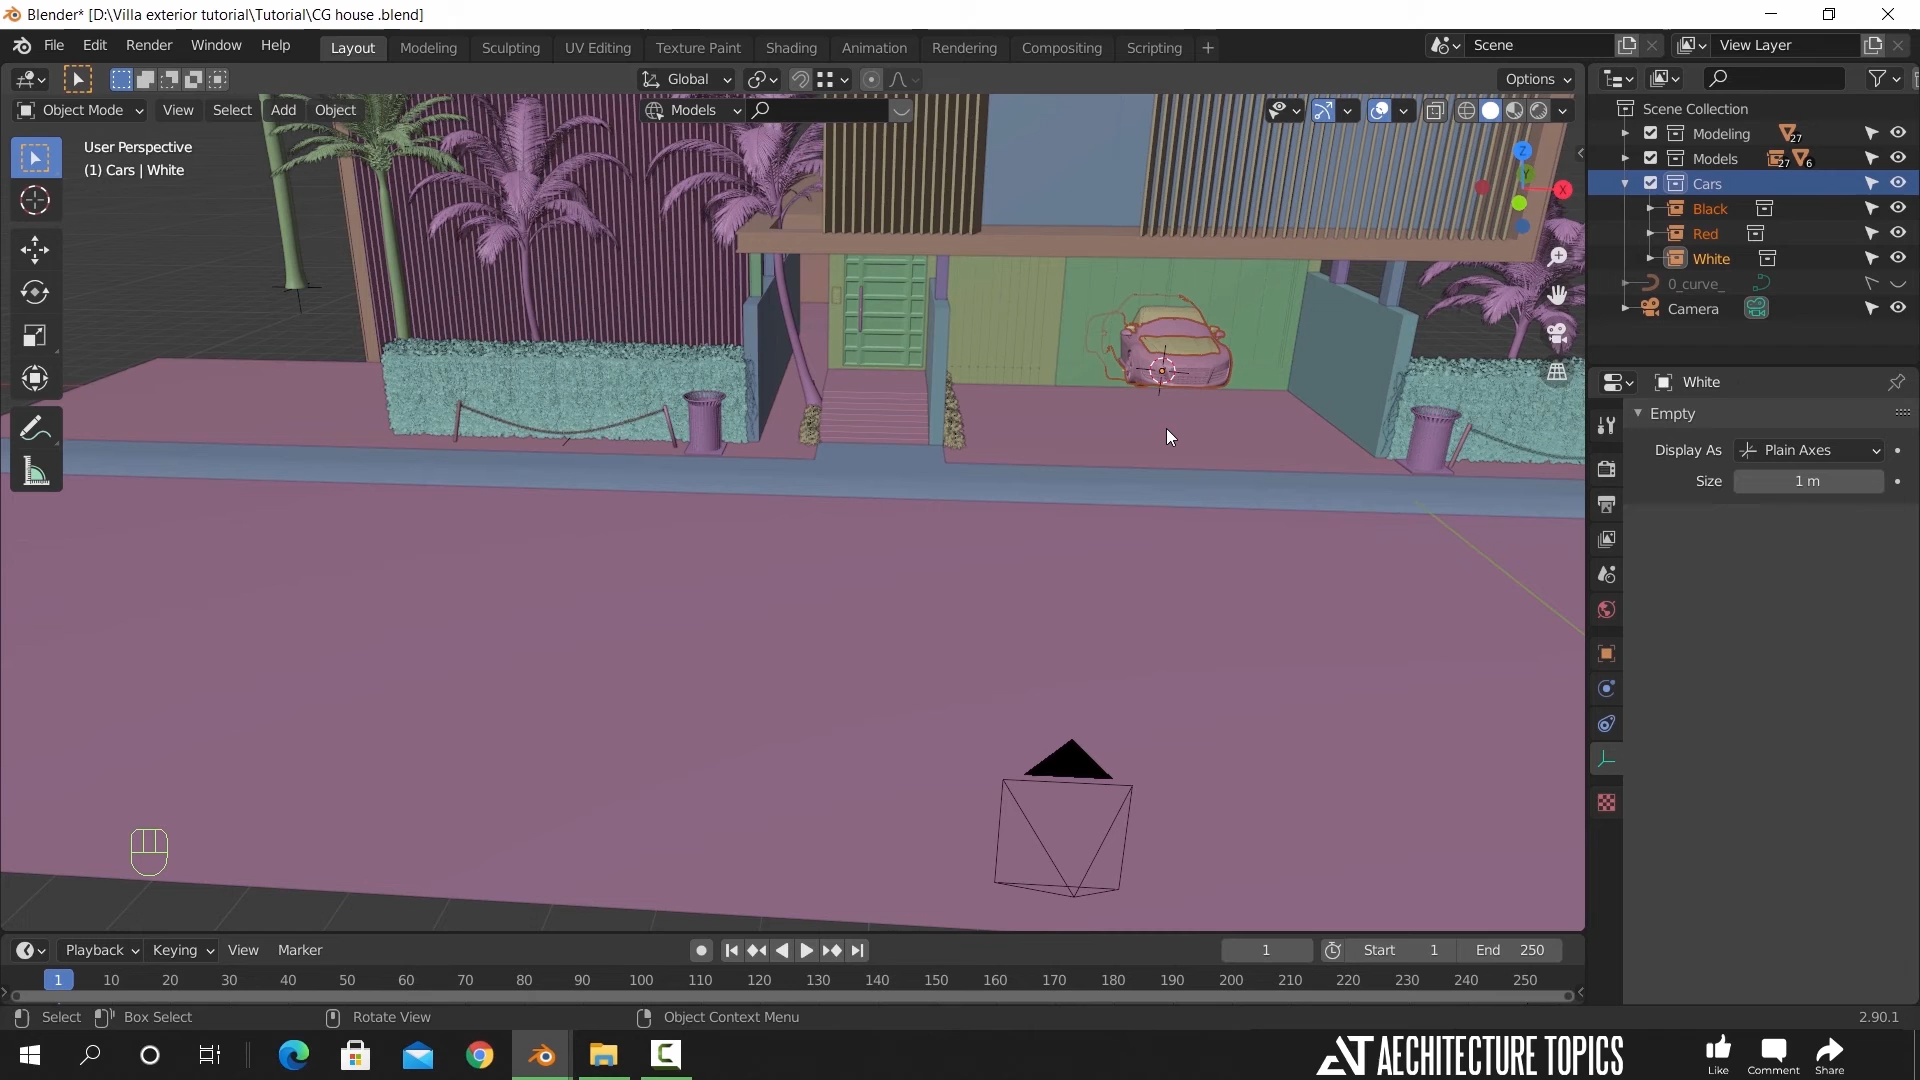 Blender* [D:\Villa exterior tutorial\Tutorial\CG house .blend]
File Edit Render Window Help
Layout Modeling Sculpting UV Editing Texture Paint Shading Animation Rendering Compositing Scripting +
Scene
View Layer
Global
Options
Object Mode View Select Add Object
Models
User Perspective
(1) Cars | White
Z
Y
X
Scene Collection
Modeling 27
Models 27 6
Cars
Black
Red
White
0_curve_
Camera
White
Empty
Display As Plain Axes
Size 1 m
Playback Keying View Marker
1 Start 1 End 250
1 10 20 30 40 50 60 70 80 90 100 110 120 130 140 150 160 170 180 190 200 210 220 230 240 250
Select Box Select Rotate View Object Context Menu 2.90.1
AT AECHITECTURE TOPICS
Like Comment Share